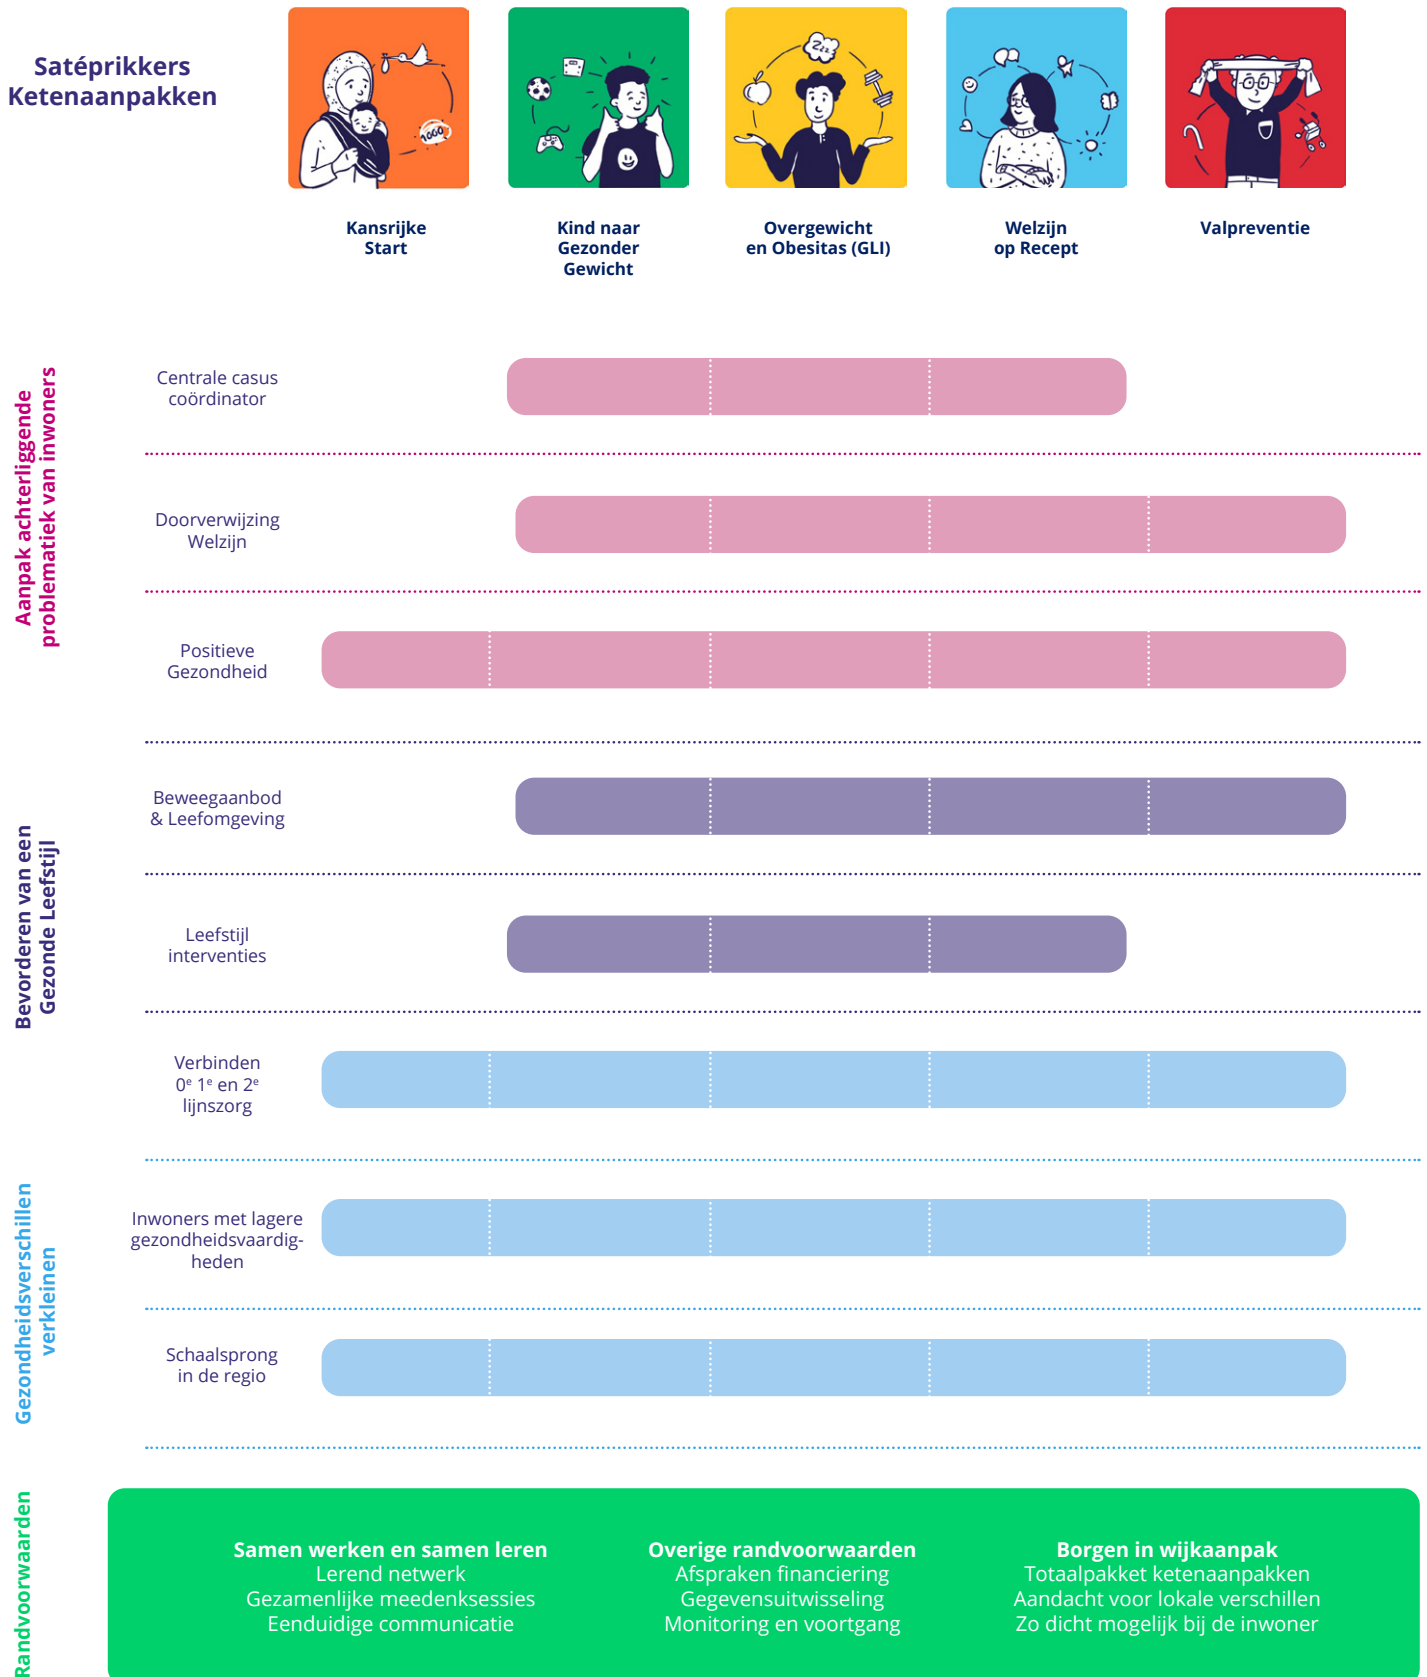 Satéprikkers
Ketenaanpakken
1000
Zzz
Kansrijke
Start
Kind naar
Gezonder
Gewicht
Overgewicht
en Obesitas (GLI)
Welzijn
op Recept
Valpreventie
Aanpak achterliggende
problematiek van inwoners
Centrale casus
coördinator
Doorverwijzing
Welzijn
Positieve
Gezondheid
Bevorderen van een
Gezonde Leefstijl
Beweegaanbod
& Leefomgeving
Leefstijl
interventies
Verbinden
0ᵉ 1ᵉ en 2ᵉ
lijnszorg
Gezondheidsverschillen
verkleinen
Inwoners met lagere
gezondheidsvaardig-
heden
Schaalsprong
in de regio
Randvoorwaarden
Samen werken en samen leren
Lerend netwerk
Gezamenlijke meedenksessies
Eenduidige communicatie
Overige randvoorwaarden
Afspraken financiering
Gegevensuitwisseling
Monitoring en voortgang
Borgen in wijkaanpak
Totaalpakket ketenaanpakken
Aandacht voor lokale verschillen
Zo dicht mogelijk bij de inwoner